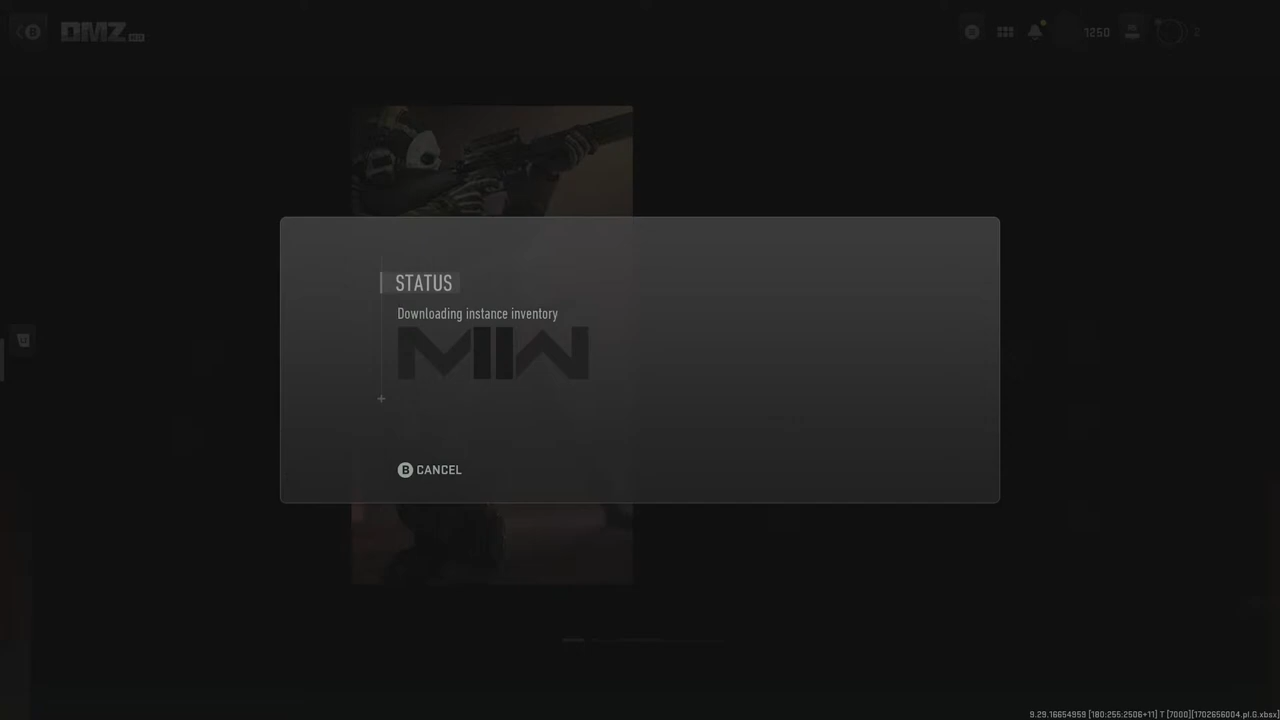 B DMZ
1250 2
STATUS
Downloading instance inventory
MW
B CANCEL
9.29.16654959 [180:255:2506+11] T [7000][1702656004.pl.G.xbsx]